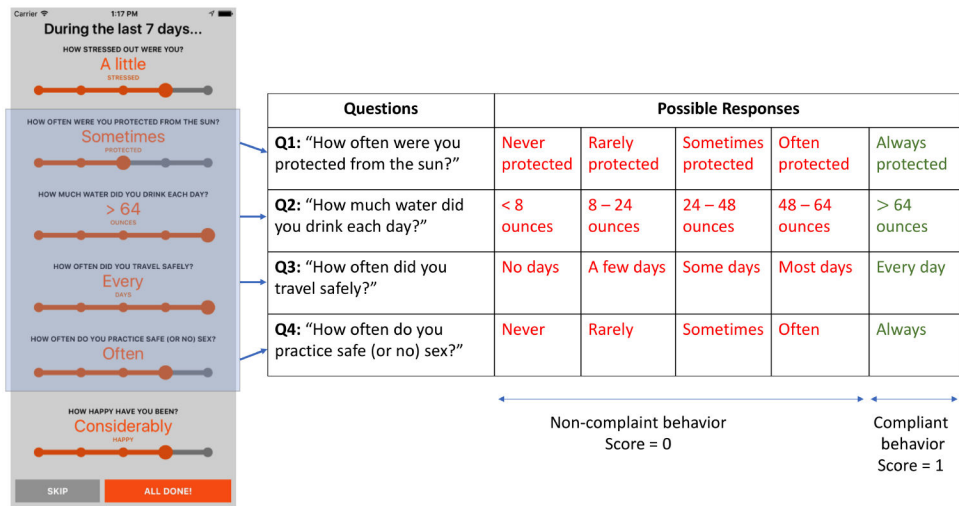 Carrier 1:17 PM
During the last 7 days...
HOW STRESSED OUT WERE YOU?
A little
STRESSED
HOW OFTEN WERE YOU PROTECTED FROM THE SUN?
Sometimes
PROTECTED
HOW MUCH WATER DID YOU DRINK EACH DAY?
> 64
OUNCES
HOW OFTEN DID YOU TRAVEL SAFELY?
Every
DAYS
HOW OFTEN DO YOU PRACTICE SAFE (OR NO) SEX?
Often
HOW HAPPY HAVE YOU BEEN?
Considerably
HAPPY
SKIP ALL DONE!
Questions Possible Responses
Q1: “How often were you Never Rarely Sometimes Often Always
protected from the sun?” protected protected protected protected protected
Q2: “How much water did < 8 8 – 24 24 – 48 48 – 64 > 64
you drink each day?” ounces ounces ounces ounces ounces
Q3: “How often did you No days A few days Some days Most days Every day
travel safely?”
Q4: “How often do you Never Rarely Sometimes Often Always
practice safe (or no) sex?”
Non-complaint behavior
Score = 0
Compliant
behavior
Score = 1